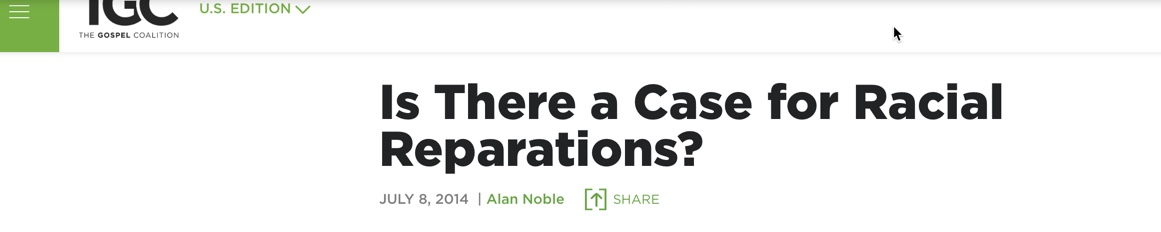 TGC
U.S. EDITION
THE GOSPEL COALITION
Is There a Case for Racial
Reparations?
JULY 8, 2014 | Alan Noble SHARE